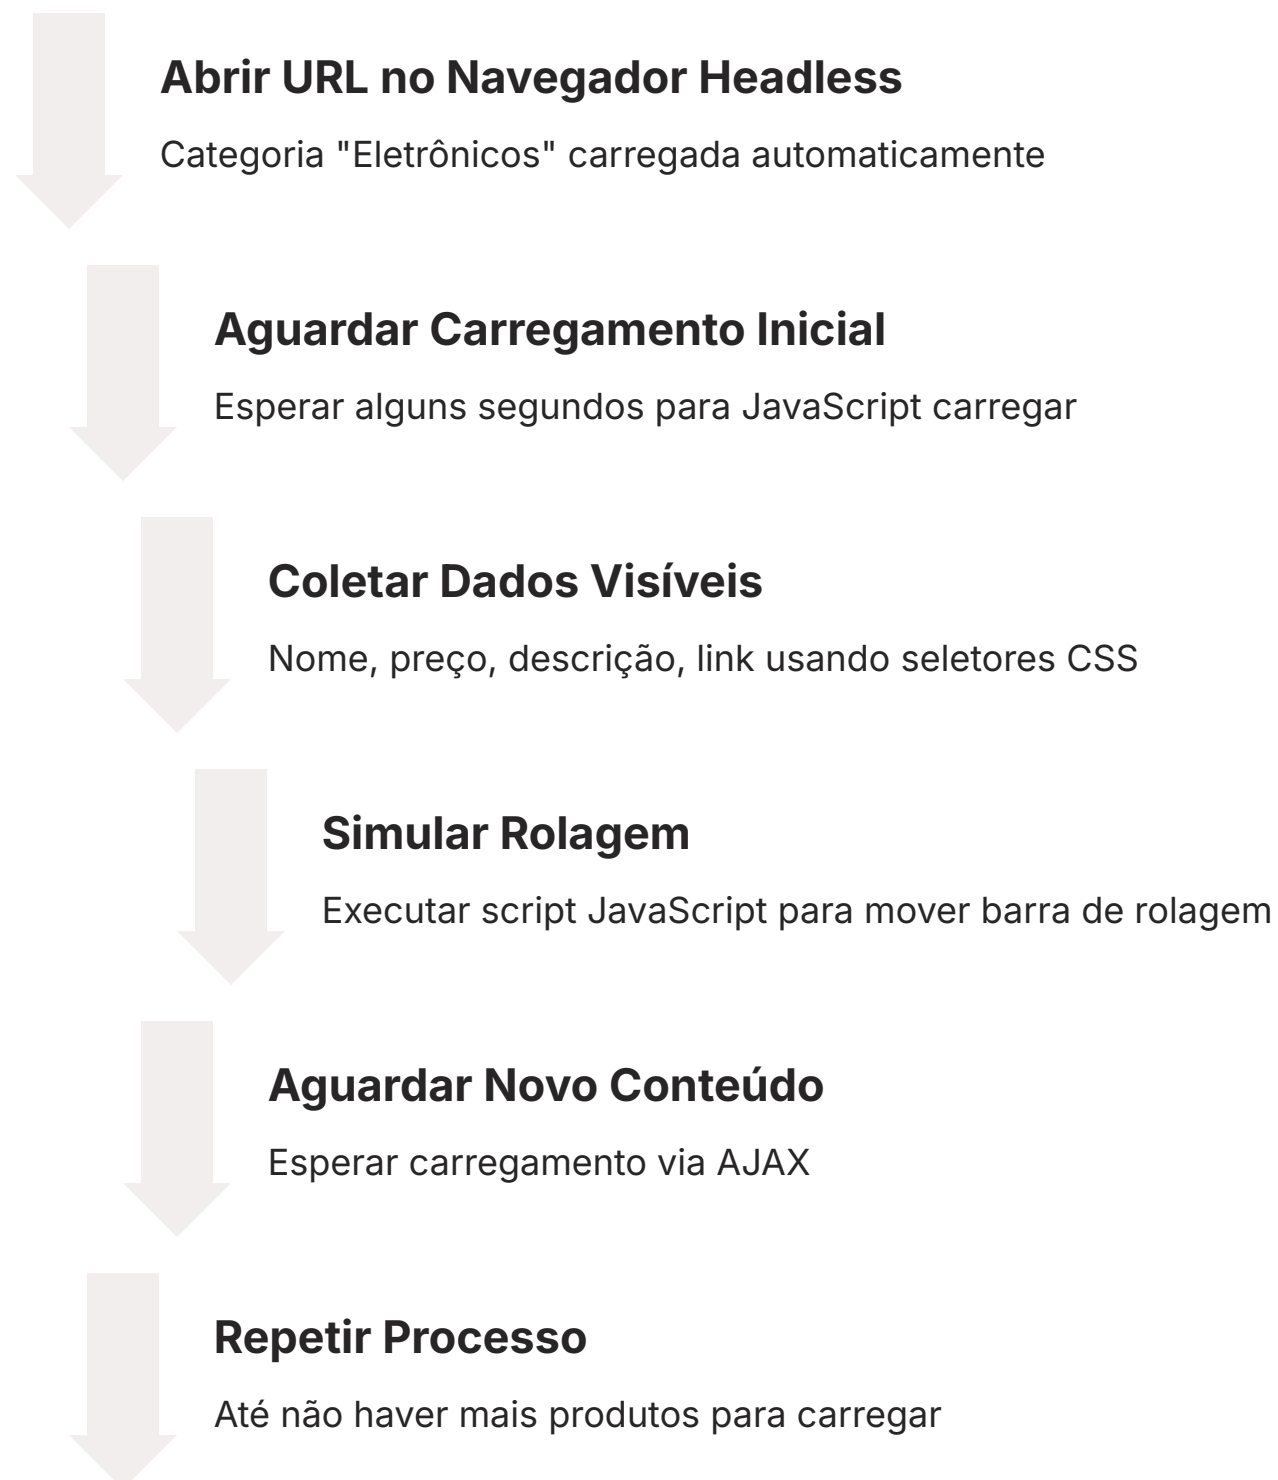 Abrir URL no Navegador Headless
Categoria "Eletrônicos" carregada automaticamente
Aguardar Carregamento Inicial
Esperar alguns segundos para JavaScript carregar
Coletar Dados Visíveis
Nome, preço, descrição, link usando seletores CSS
Simular Rolagem
Executar script JavaScript para mover barra de rolagem
Aguardar Novo Conteúdo
Esperar carregamento via AJAX
Repetir Processo
Até não haver mais produtos para carregar